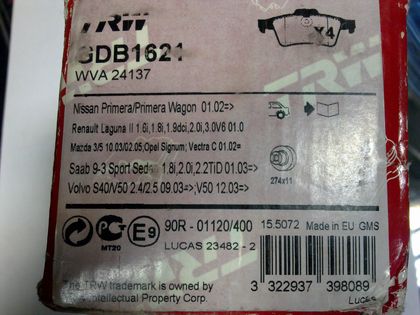 TRW
GDB1621
WVA 24137
X4
Nissan Primera/Primera Wagon 01.02=>
Renault Laguna II 1.6i,1.8i,1.9dci,2.0i,3.0V6 01.0
Mazda 3/5 10.03/02.05,Opel Signum; Vectra C 01.02=
Saab 9-3 Sport Seda 1.8i,2.0i,2.2TiD 01.03=>
Volvo S40/V50 2.4/2.5 09.03=>;V50 12.03=>
274x11
MT20
E9
90R - 01120/400
15.5072
Made in EU GMS
LUCAS 23482 - 2
The TRW trademark is owned by
Intellectual Property Corp.
3 322937 398089
LUCAS
TRW